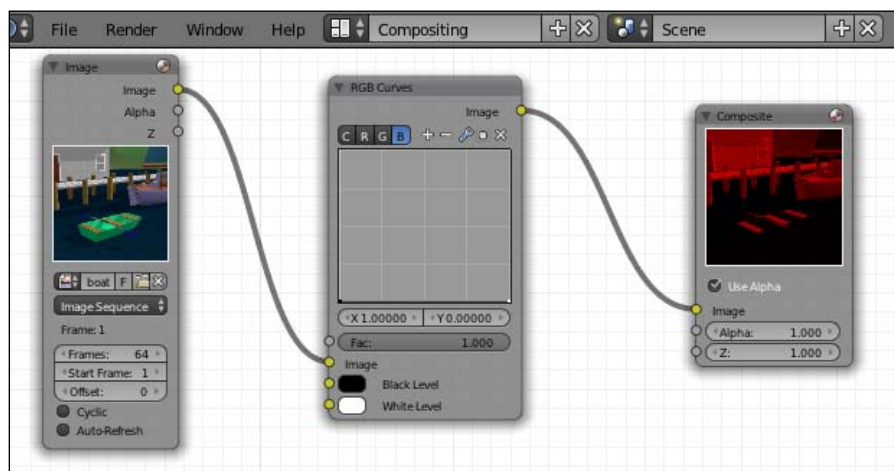 File Render Window Help Compositing Scene
Image
Image
Alpha
Z
boat F
Image Sequence
Frame: 1
Frames: 64
Start Frame: 1
Offset: 0
Cyclic
Auto-Refresh
RGB Curves
Image
C R G B
X 1.00000 Y 0.00000
Fac: 1.000
Image
Black Level
White Level
Composite
Use Alpha
Image
Alpha: 1.000
Z: 1.000